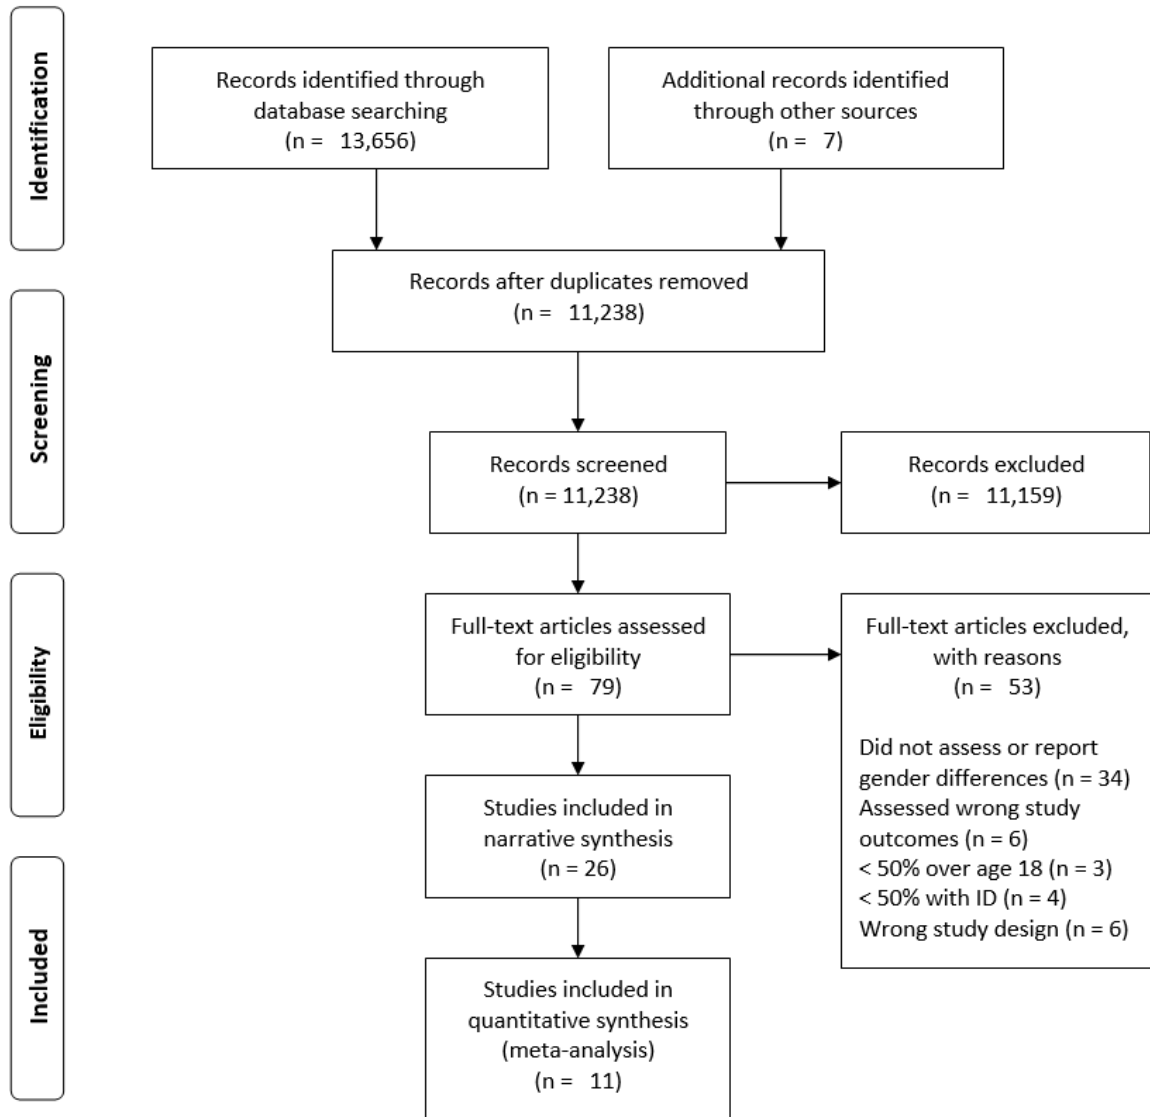 Identification
Records identified through
database searching
(n = 13,656)
Additional records identified
through other sources
(n = 7)
Records after duplicates removed
(n = 11,238)
Screening
Records screened
(n = 11,238)
Records excluded
(n = 11,159)
Eligibility
Full-text articles assessed
for eligibility
(n = 79)
Full-text articles excluded,
with reasons
(n = 53)
Did not assess or report
gender differences (n = 34)
Assessed wrong study
outcomes (n = 6)
< 50% over age 18 (n = 3)
< 50% with ID (n = 4)
Wrong study design (n = 6)
Studies included in
narrative synthesis
(n = 26)
Included
Studies included in
quantitative synthesis
(meta-analysis)
(n = 11)